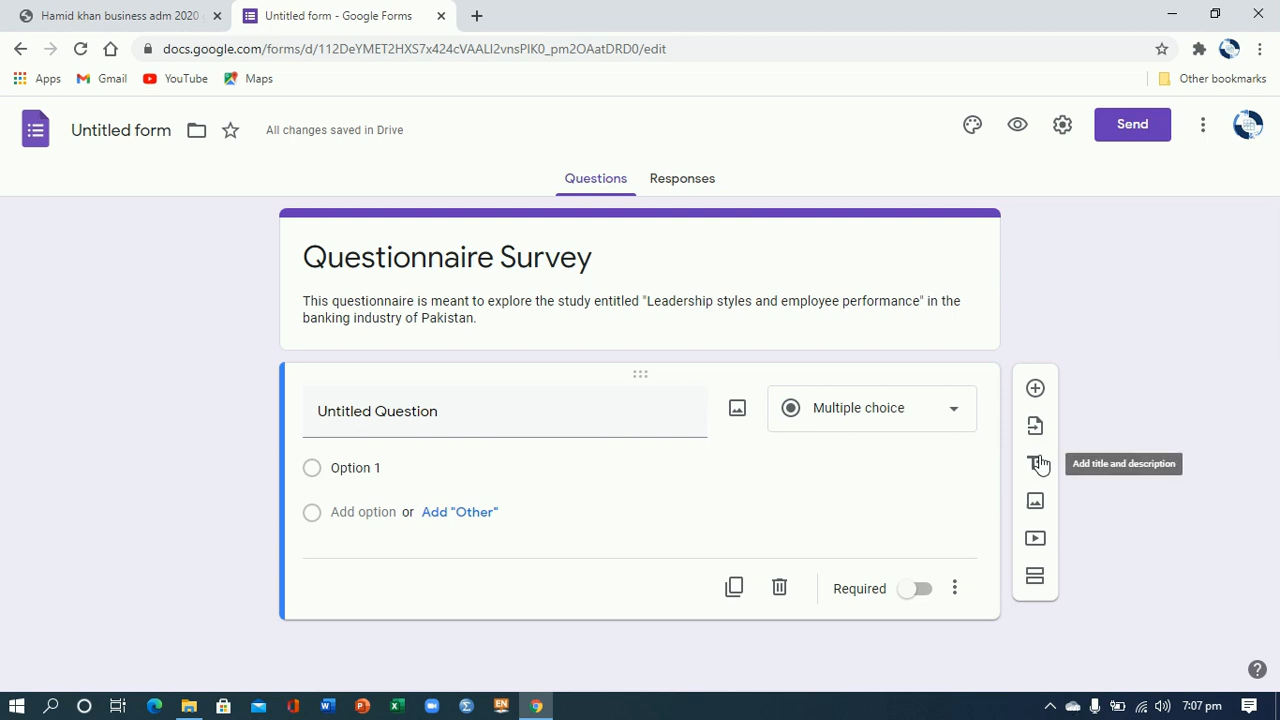 Hamid khan business adm 2020
Untitled form - Google Forms
docs.google.com/forms/d/112DeYMET2HXS7x424cVAALI2vnsPIK0_pm2OAatDRD0/edit
Apps
Gmail
YouTube
Maps
Other bookmarks
Untitled form
All changes saved in Drive
Send
Questions
Responses
Questionnaire Survey
This questionnaire is meant to explore the study entitled "Leadership styles and employee performance" in the
banking industry of Pakistan.
Untitled Question
Multiple choice
Option 1
Add title and description
Add option or Add "Other"
Required
EN
7:07 pm